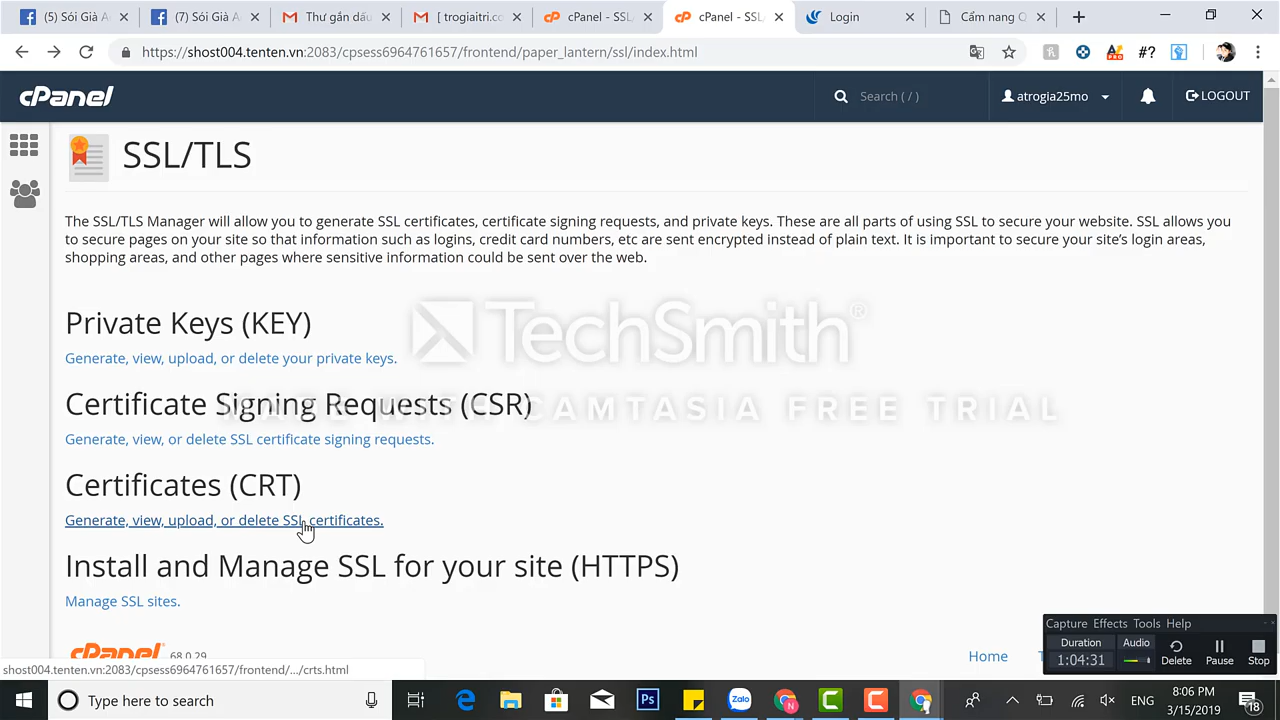 (5) Sói Già A
(7) Sói Già A
Thư gắn dấu
[ trogiaitri.co
cPanel - SSL/
cPanel - SSL
Login
Cẩm nang Q
https://shost004.tenten.vn:2083/cpsess6964761657/frontend/paper_lantern/ssl/index.html
#?
cPanel
Search ( / )
atrogia25mo
LOGOUT
SSL/TLS
The SSL/TLS Manager will allow you to generate SSL certificates, certificate signing requests, and private keys. These are all parts of using SSL to secure your website. SSL allows you
to secure pages on your site so that information such as logins, credit card numbers, etc are sent encrypted instead of plain text. It is important to secure your site's login areas,
shopping areas, and other pages where sensitive information could be sent over the web.
Private Keys (KEY)
Generate, view, upload, or delete your private keys.
TechSmith®
Certificate Signing Requests (CSR)
CAMTASIA FREE TRIAL
Generate, view, or delete SSL certificate signing requests.
Certificates (CRT)
Generate, view, upload, or delete SSL certificates.
Install and Manage SSL for your site (HTTPS)
Manage SSL sites.
cPanel 68.0.29
Home
shost004.tenten.vn:2083/cpsess6964761657/frontend/.../crts.html
Capture Effects Tools Help
Duration
1:04:31
Audio
Delete
Pause
Stop
Type here to search
Ps
Zalo
ENG
8:06 PM
3/15/2019
18